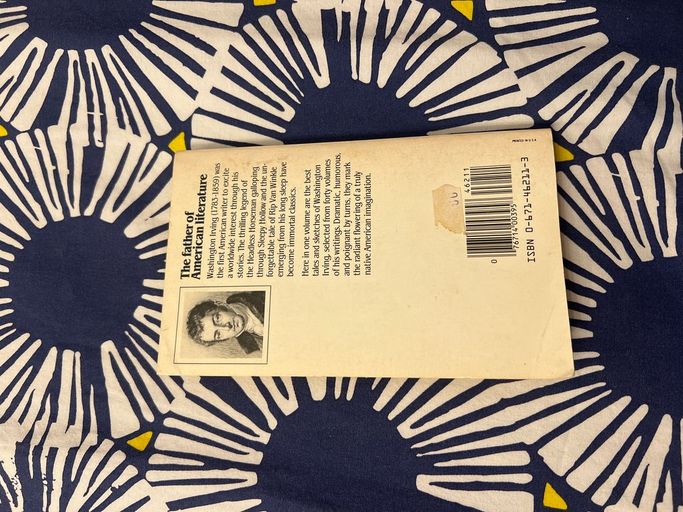 The father of
American literature
Washington Irving (1783-1859) was
the first American writer to excite
a worldwide interest through his
stories. The thrilling legend of
the Headless Horseman galloping
through Sleepy hollow and the un-
forgettable tale of Rip Van Winkle
emerging from his long sleep have
become immortal classics.
Here in one volume are the best
tales and sketches of Washington
Irving, selected from forty volumes
of his writings. Dramatic, humorous,
and poignant by turns, they mark
the radiant flowering of a truly
native American imagination.
46211
0
76714 00395
ISBN 0-671-46211-3